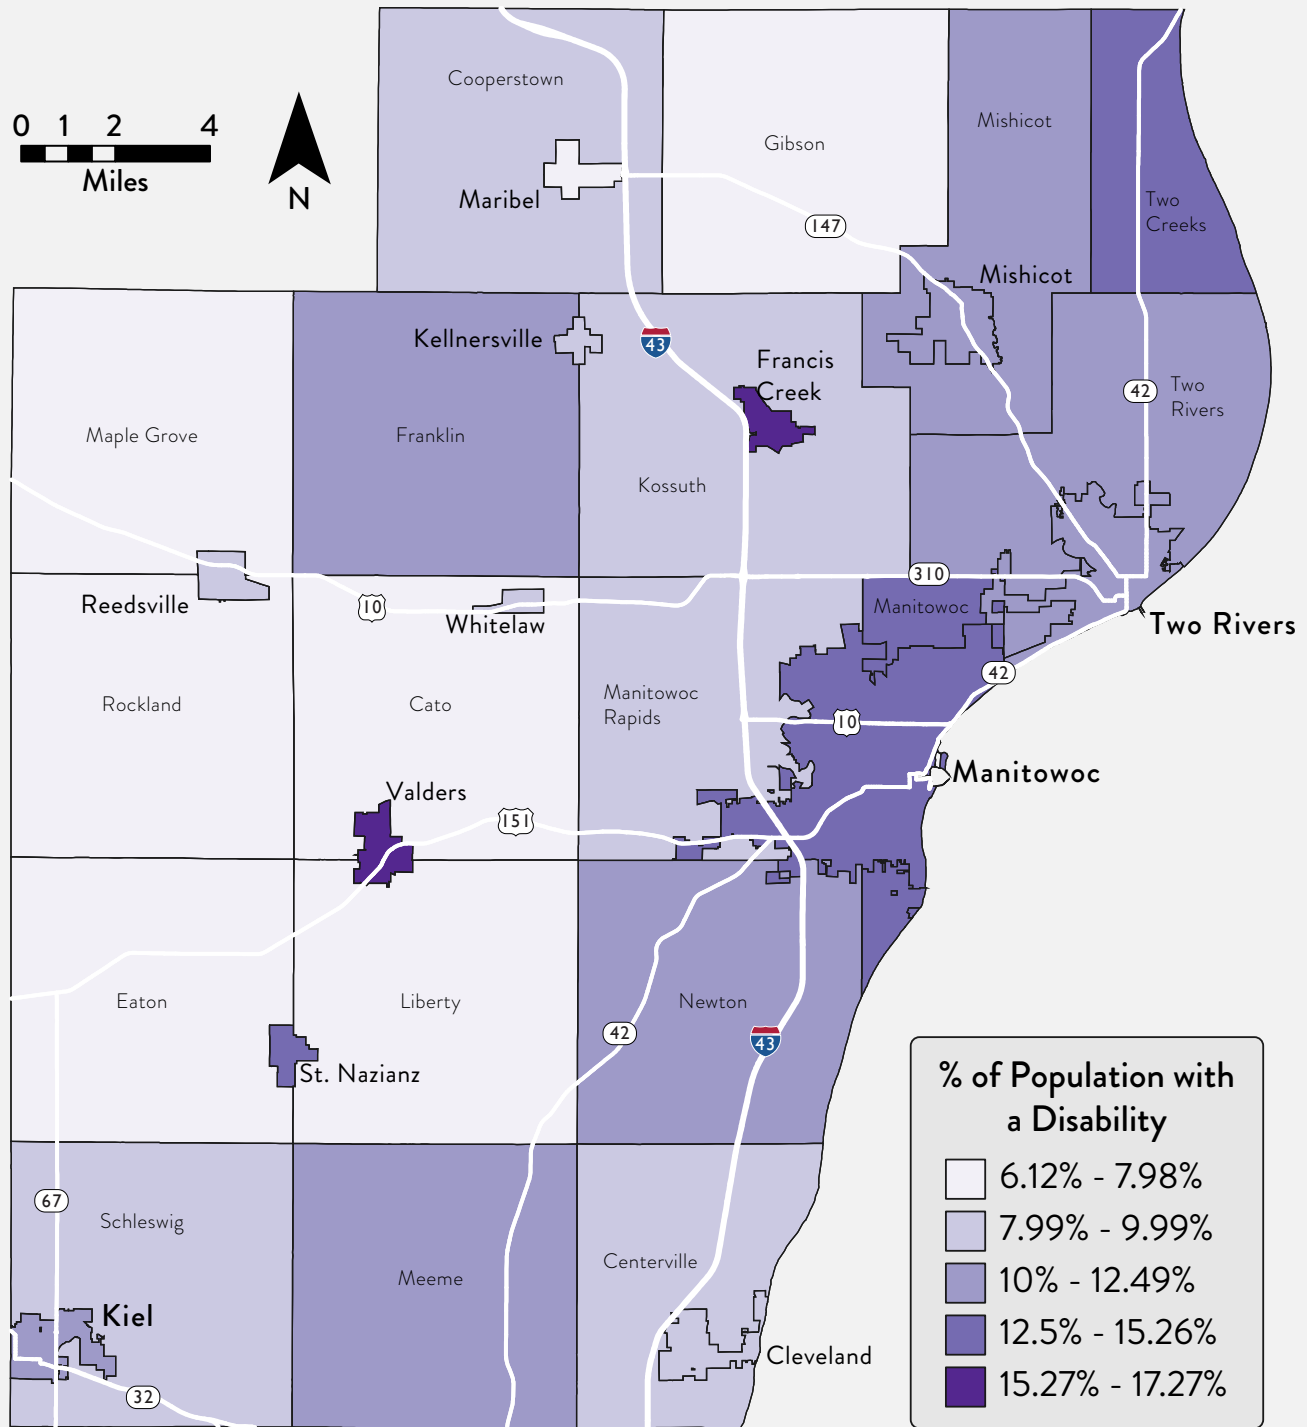 Cooperstown
0 1 2 4
Miles
N
Mishicot
Gibson
Maribel
Two
Creeks
147
Mishicot
Kellnersville
43
Francis
Creek
42
Two
Rivers
Maple Grove
Franklin
Kossuth
310
Reedsville
10
Whitelaw
Manitowoc
Two Rivers
42
Rockland
Cato
Manitowoc
Rapids
10
Manitowoc
Valders
151
Eaton
Liberty
Newton
42
43
St. Nazianz
67
Schleswig
Meeme
Centerville
Kiel
Cleveland
32
% of Population with
a Disability
6.12% - 7.98%
7.99% - 9.99%
10% - 12.49%
12.5% - 15.26%
15.27% - 17.27%